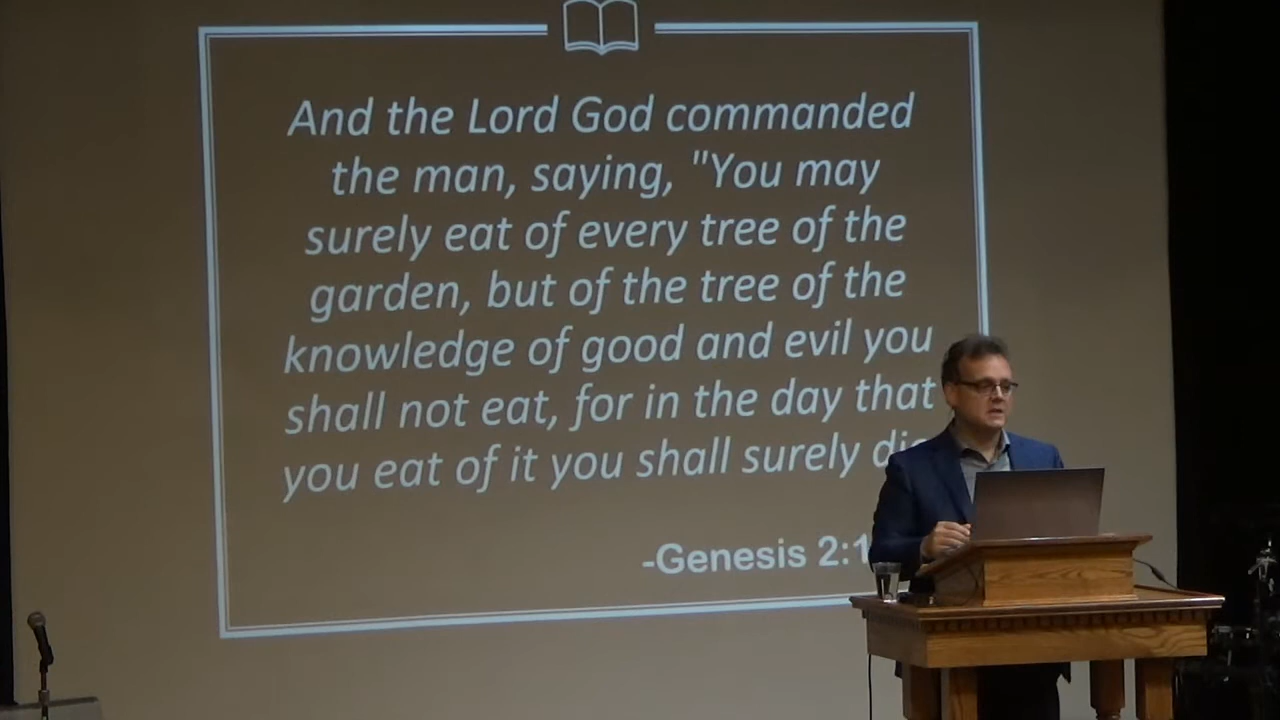 And the Lord God commanded
the man, saying, "You may
surely eat of every tree of the
garden, but of the tree of the
knowledge of good and evil you
shall not eat, for in the day that
you eat of it you shall surely
-Genesis 2:1